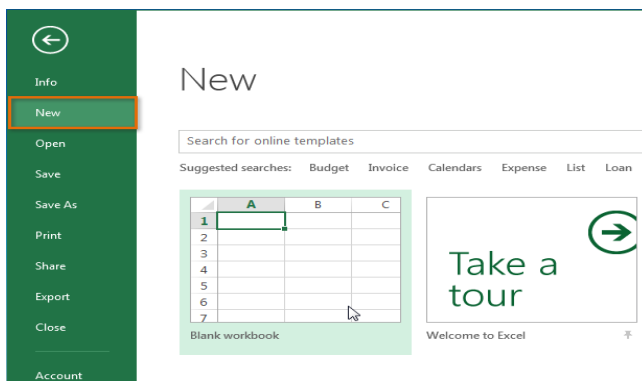 Info
New
Open
Save
Save As
Print
Share
Export
Close
Account
New
Search for online templates
Suggested searches: Budget Invoice Calendars Expense List Loan
A B C
1
2
3
4
5
6
7
Blank workbook
Take a
tour
Welcome to Excel